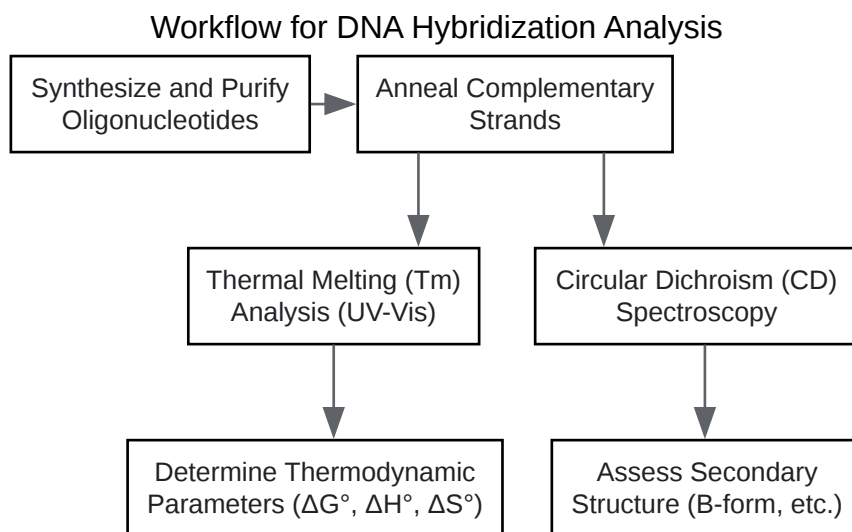 Workflow for DNA Hybridization Analysis
Synthesize and Purify
Oligonucleotides
Anneal Complementary
Strands
Thermal Melting (Tm)
Analysis (UV-Vis)
Circular Dichroism (CD)
Spectroscopy
Determine Thermodynamic
Parameters (ΔG°, ΔH°, ΔS°)
Assess Secondary
Structure (B-form, etc.)